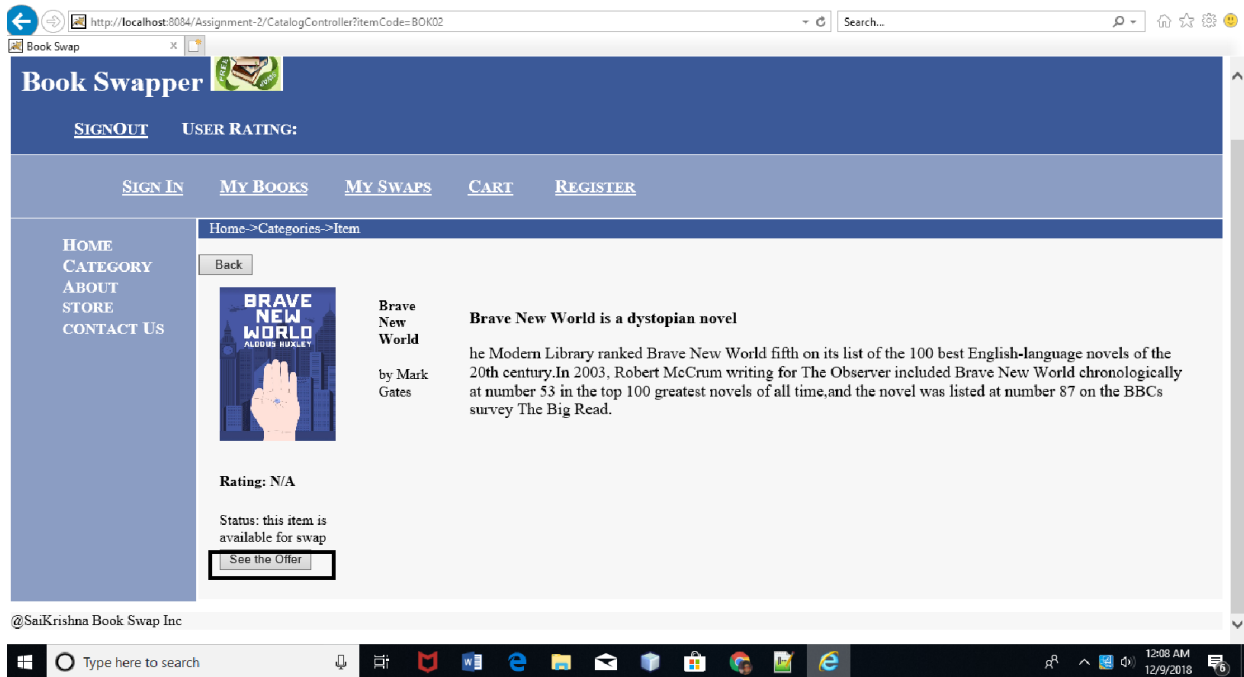 http://localhost:8084/Assignment-2/CatalogController?itemCode=BOK02
Search...
Book Swap
Book Swapper
FREE
SIGNOUT USER RATING:
SIGN IN MY BOOKS MY SWAPS CART REGISTER
Home->Categories->Item
HOME
CATEGORY
ABOUT
STORE
CONTACT US
Back
BRAVE
NEW
WORLD
ALDOUS HUXLEY
Brave
New
World
by Mark
Gates
Brave New World is a dystopian novel
he Modern Library ranked Brave New World fifth on its list of the 100 best English-language novels of the
20th century.In 2003, Robert McCrum writing for The Observer included Brave New World chronologically
at number 53 in the top 100 greatest novels of all time,and the novel was listed at number 87 on the BBCs
survey The Big Read.
Rating: N/A
Status: this item is
available for swap
See the Offer
@SaiKrishna Book Swap Inc
Type here to search
12:08 AM
12/9/2018
6